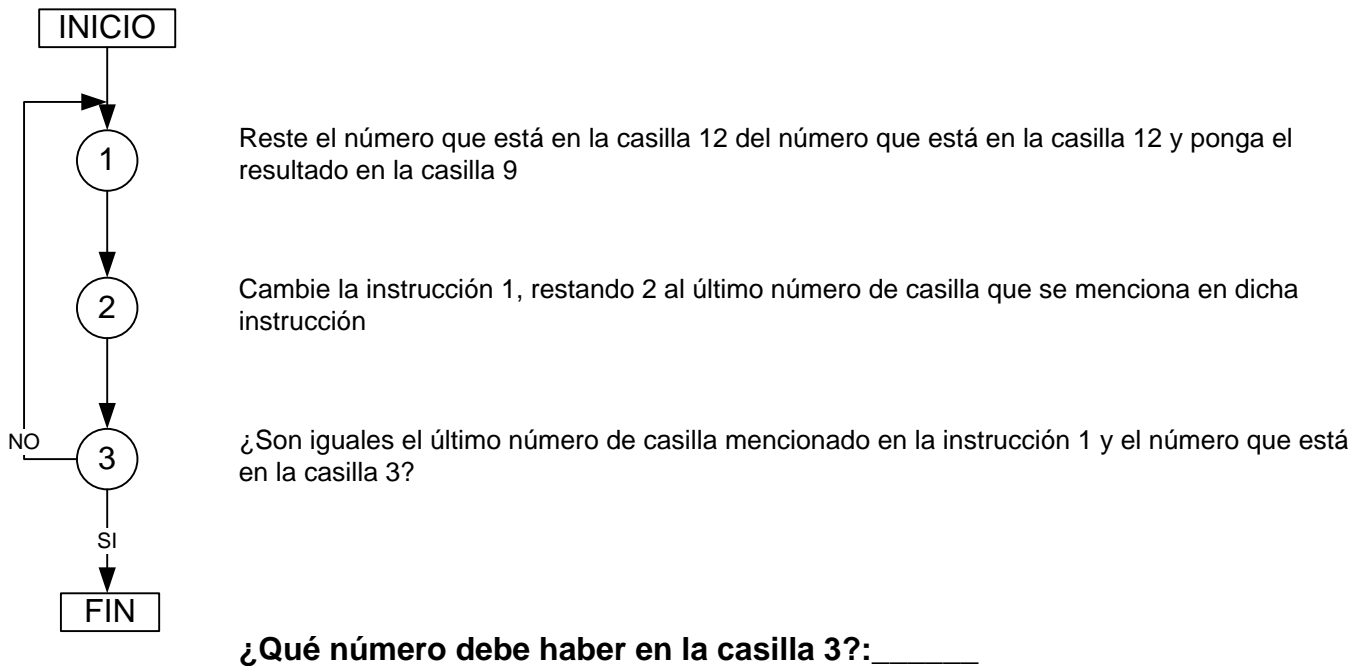 INICIO
1
Reste el número que está en la casilla 12 del número que está en la casilla 12 y ponga el
resultado en la casilla 9
2
Cambie la instrucción 1, restando 2 al último número de casilla que se menciona en dicha
instrucción
NO
3
¿Son iguales el último número de casilla mencionado en la instrucción 1 y el número que está
en la casilla 3?
SI
FIN
¿Qué número debe haber en la casilla 3?:______